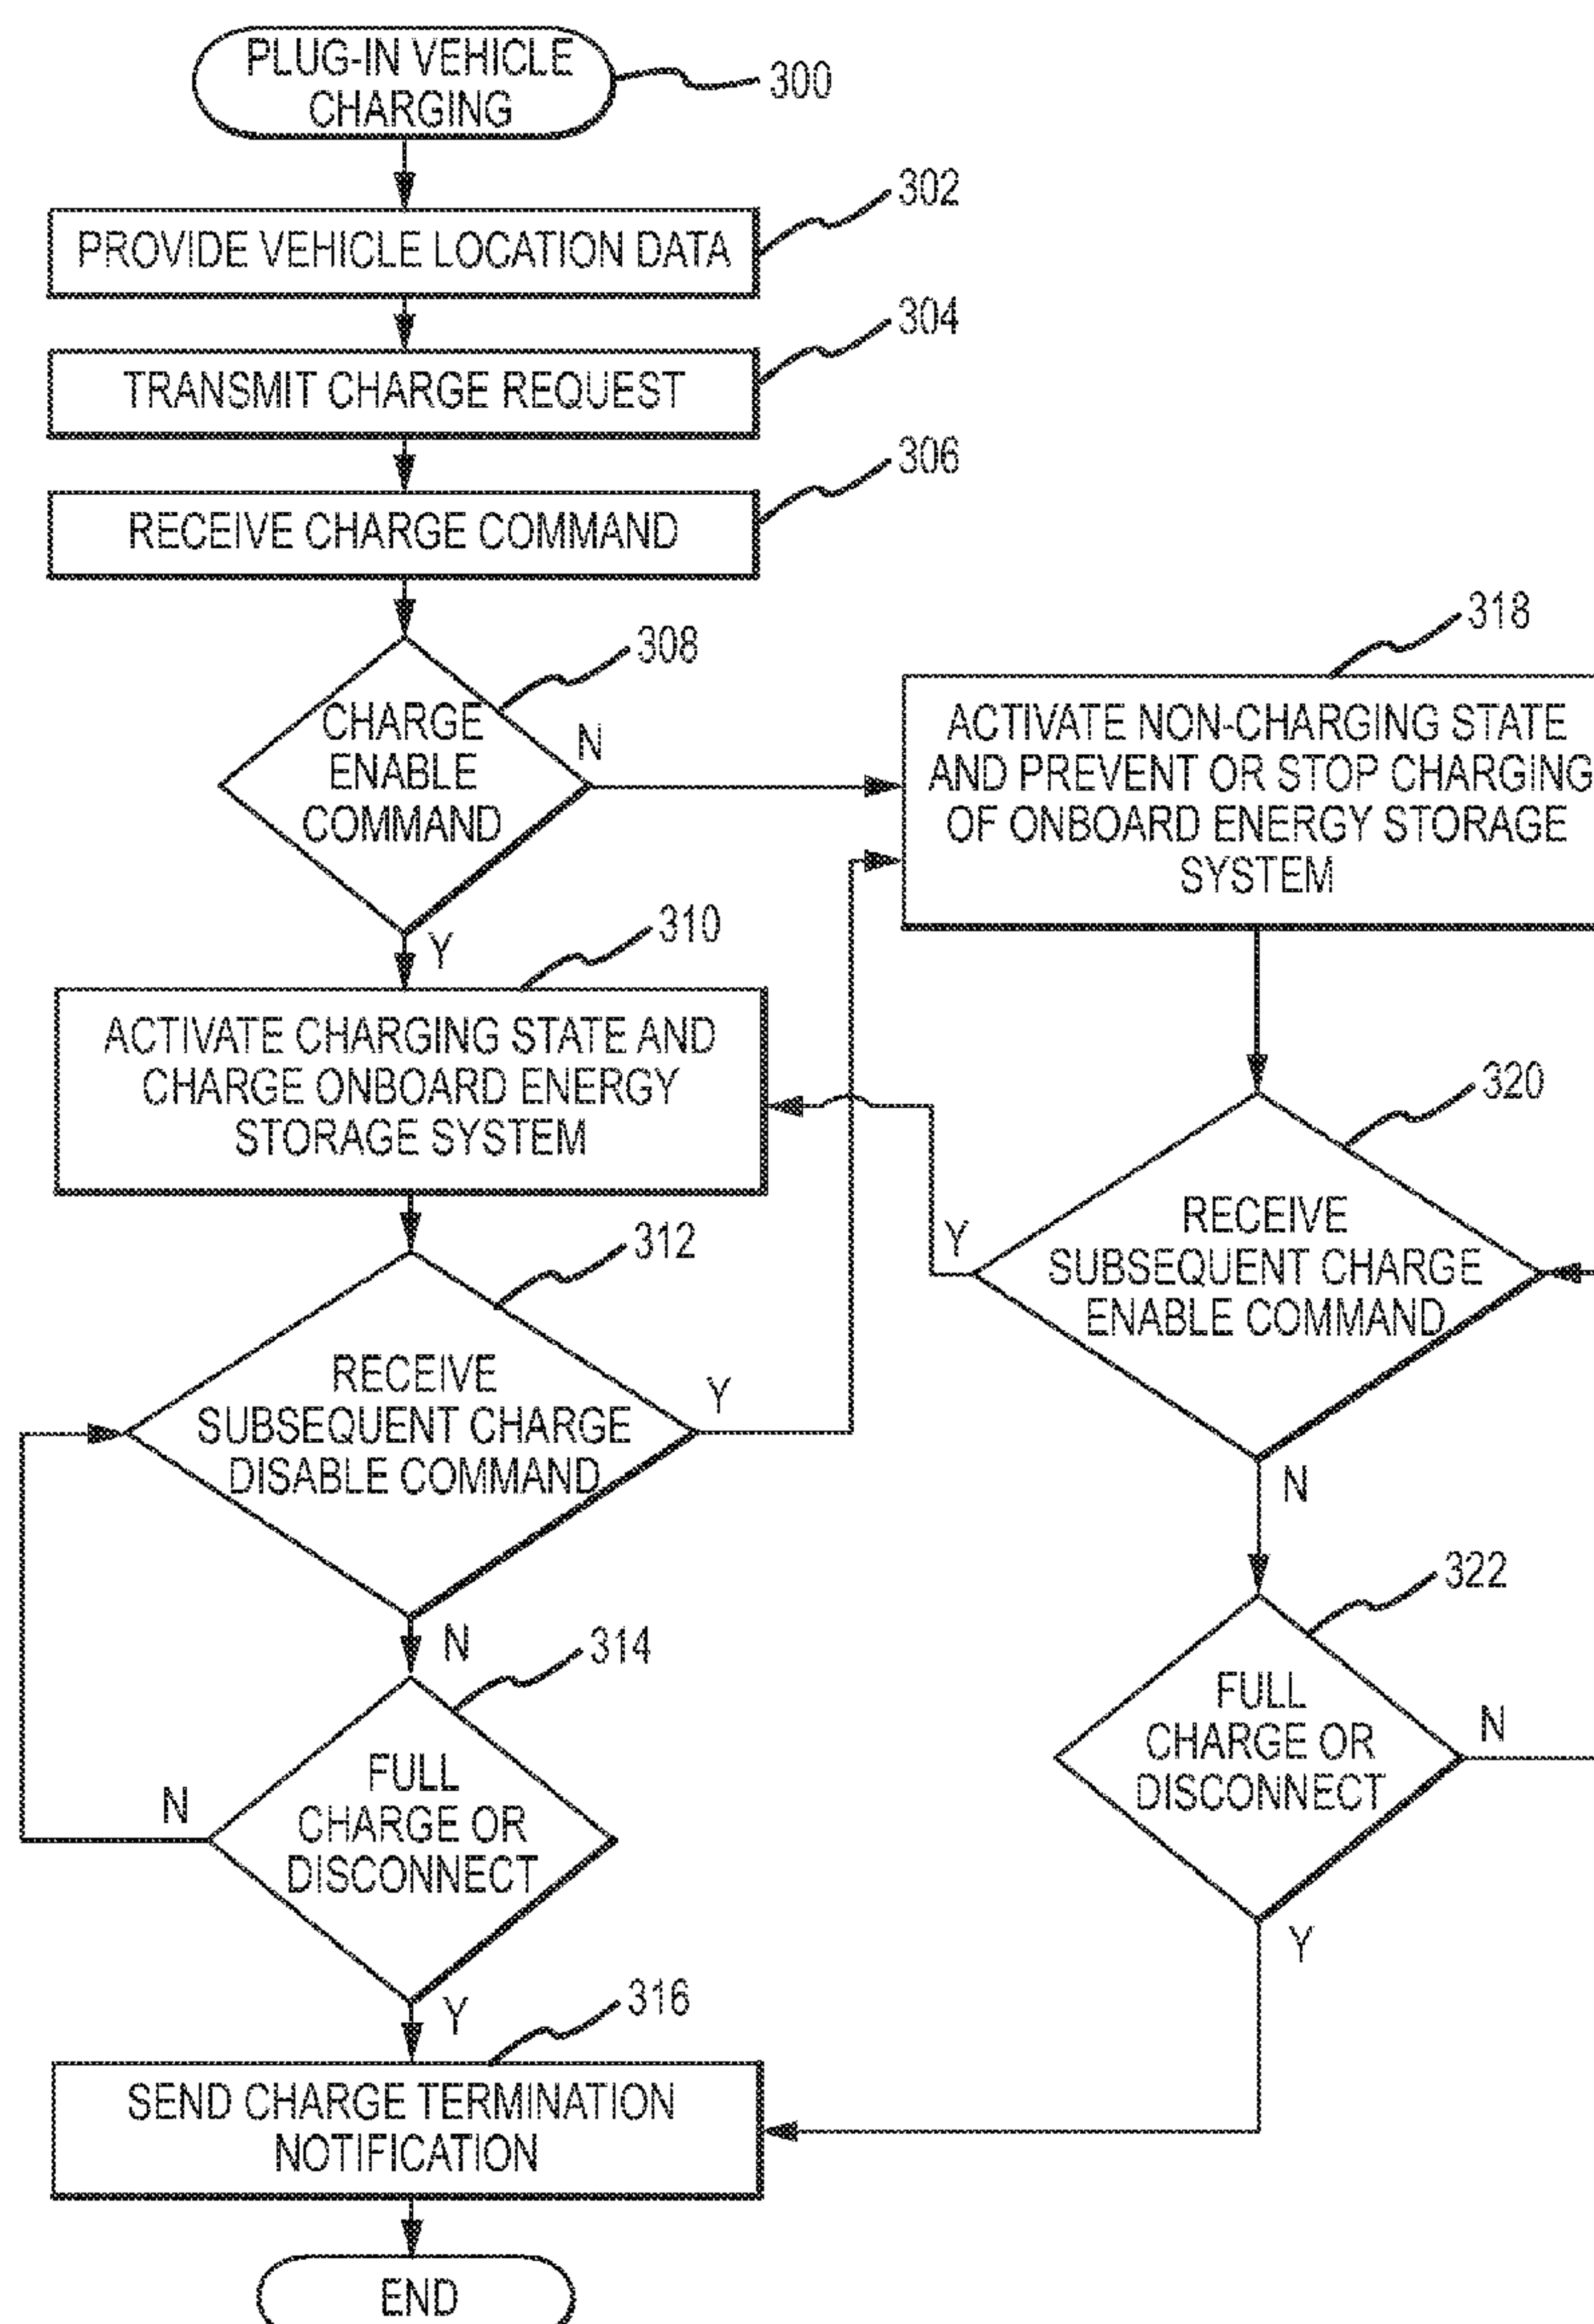 PLUG-IN VEHICLE
CHARGING
300
302
PROVIDE VEHICLE LOCATION DATA
304
TRANSMIT CHARGE REQUEST
306
RECEIVE CHARGE COMMAND
308
CHARGE
ENABLE
COMMAND
N
Y
318
ACTIVATE NON-CHARGING STATE
AND PREVENT OR STOP CHARGING
OF ONBOARD ENERGY STORAGE
SYSTEM
310
ACTIVATE CHARGING STATE AND
CHARGE ONBOARD ENERGY
STORAGE SYSTEM
320
RECEIVE
SUBSEQUENT CHARGE
ENABLE COMMAND
Y
N
312
RECEIVE
SUBSEQUENT CHARGE
DISABLE COMMAND
Y
N
322
FULL
CHARGE OR
DISCONNECT
N
Y
314
FULL
CHARGE OR
DISCONNECT
N
Y
316
SEND CHARGE TERMINATION
NOTIFICATION
END